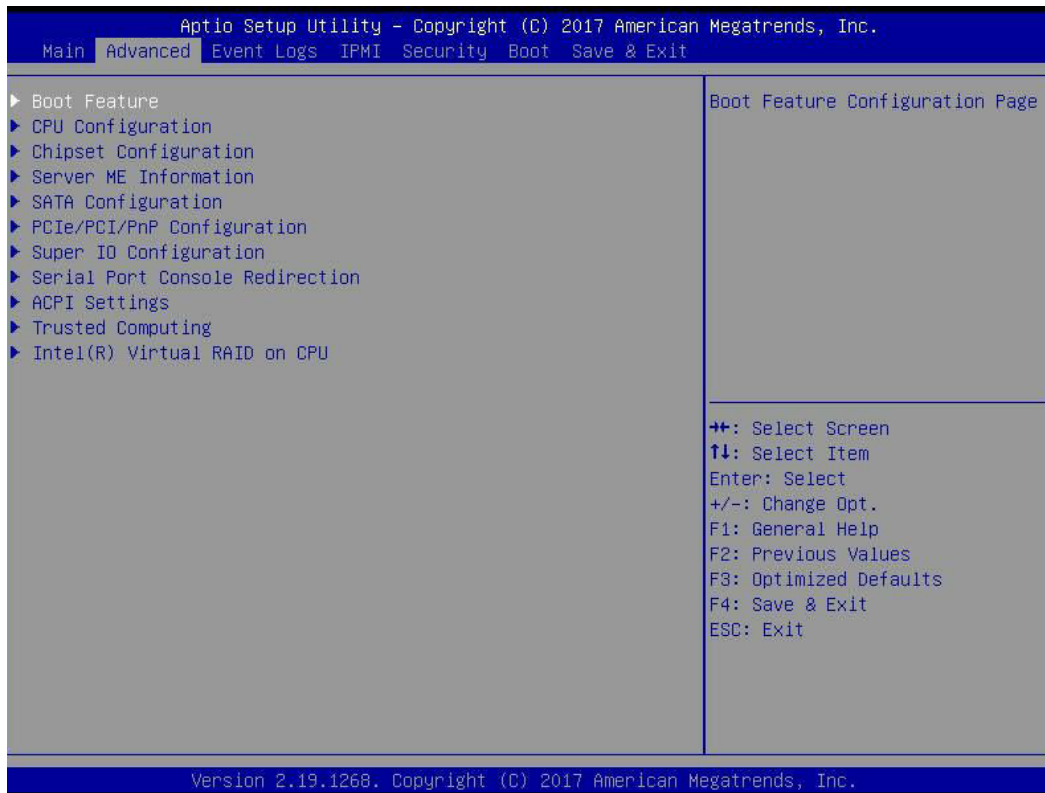 Aptio Setup Utility – Copyright (C) 2017 American Megatrends, Inc.
Main Advanced Event Logs IPMI Security Boot Save & Exit
▶ Boot Feature
▶ CPU Configuration
▶ Chipset Configuration
▶ Server ME Information
▶ SATA Configuration
▶ PCIe/PCI/PnP Configuration
▶ Super IO Configuration
▶ Serial Port Console Redirection
▶ ACPI Settings
▶ Trusted Computing
▶ Intel(R) Virtual RAID on CPU
Boot Feature Configuration Page
→←: Select Screen
↑↓: Select Item
Enter: Select
+/-: Change Opt.
F1: General Help
F2: Previous Values
F3: Optimized Defaults
F4: Save & Exit
ESC: Exit
Version 2.19.1268. Copyright (C) 2017 American Megatrends, Inc.